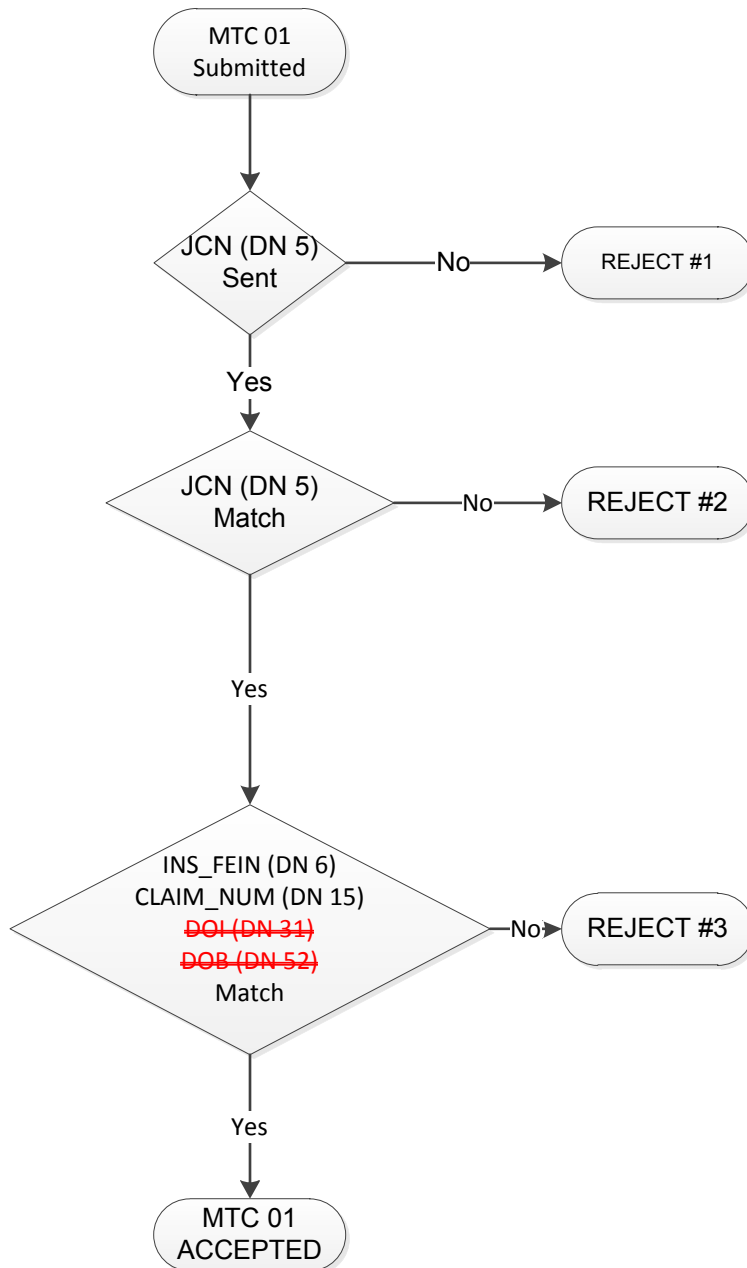 MTC 01
Submitted
JCN (DN 5)
Sent
No
REJECT #1
Yes
JCN (DN 5)
Match
No
REJECT #2
Yes
INS_FEIN (DN 6)
CLAIM_NUM (DN 15)
DOI (DN 31)
DOB (DN 52)
Match
No
REJECT #3
Yes
MTC 01
ACCEPTED